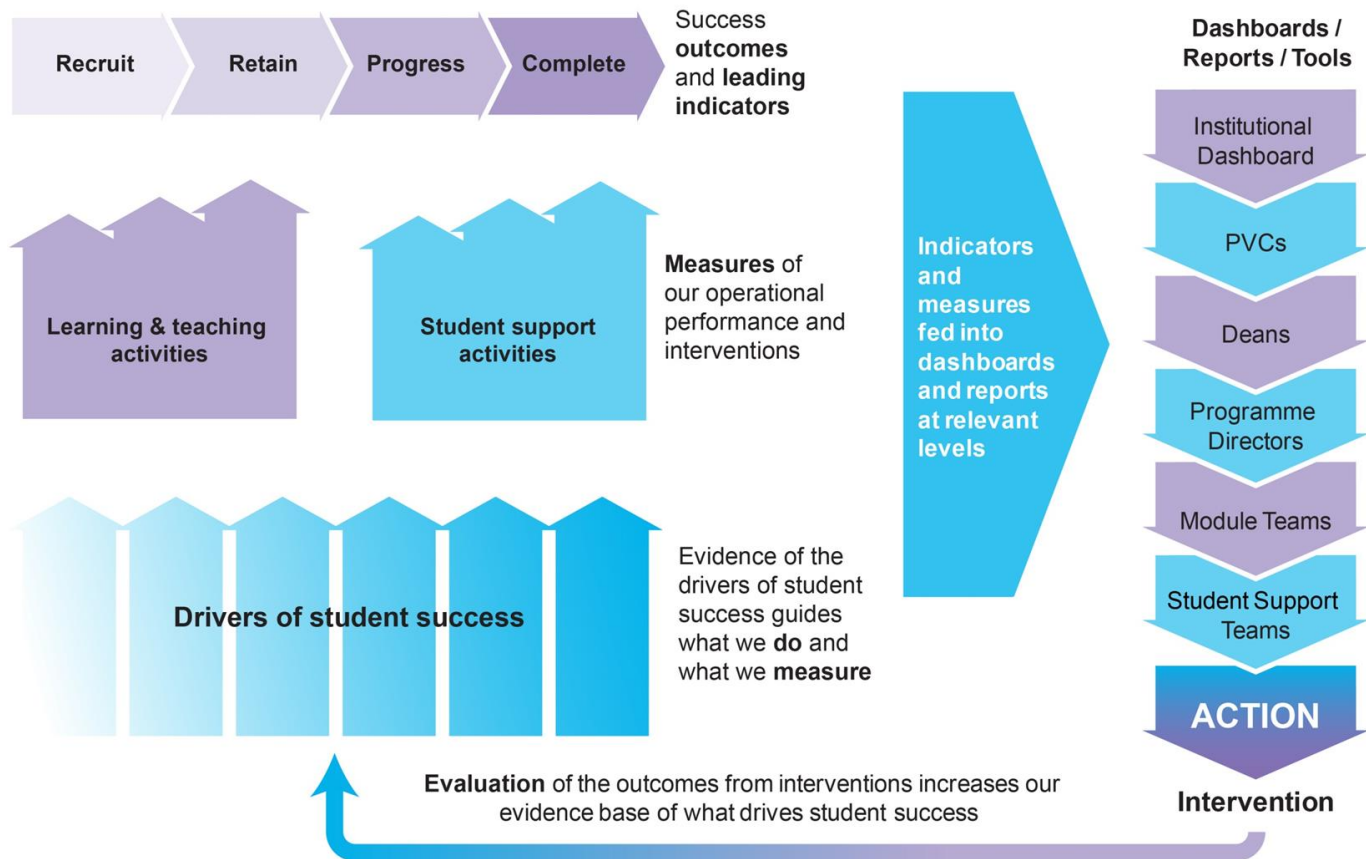 Recruit
Retain
Progress
Complete
Success
outcomes
and leading
indicators
Learning & teaching
activities
Student support
activities
Measures of
our operational
performance and
interventions
Drivers of student success
Evidence of the
drivers of student
success guides
what we do and
what we measure
Indicators
and
measures
fed into
dashboards
and reports
at relevant
levels
Dashboards /
Reports / Tools
Institutional
Dashboard
PVCs
Deans
Programme
Directors
Module Teams
Student Support
Teams
ACTION
Intervention
Evaluation of the outcomes from interventions increases our
evidence base of what drives student success